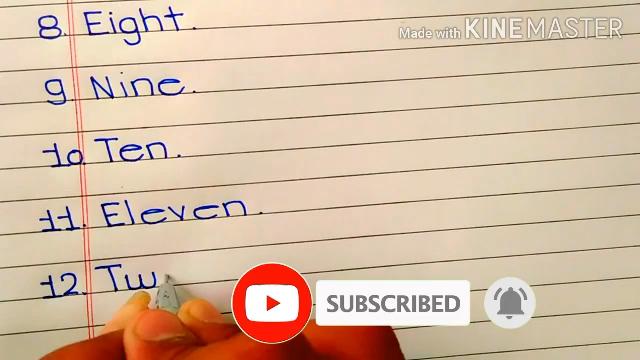 8. Eight.
Made with KINEMASTER
9. Nine.
10. Ten.
11. Eleven.
12. Tw
SUBSCRIBED